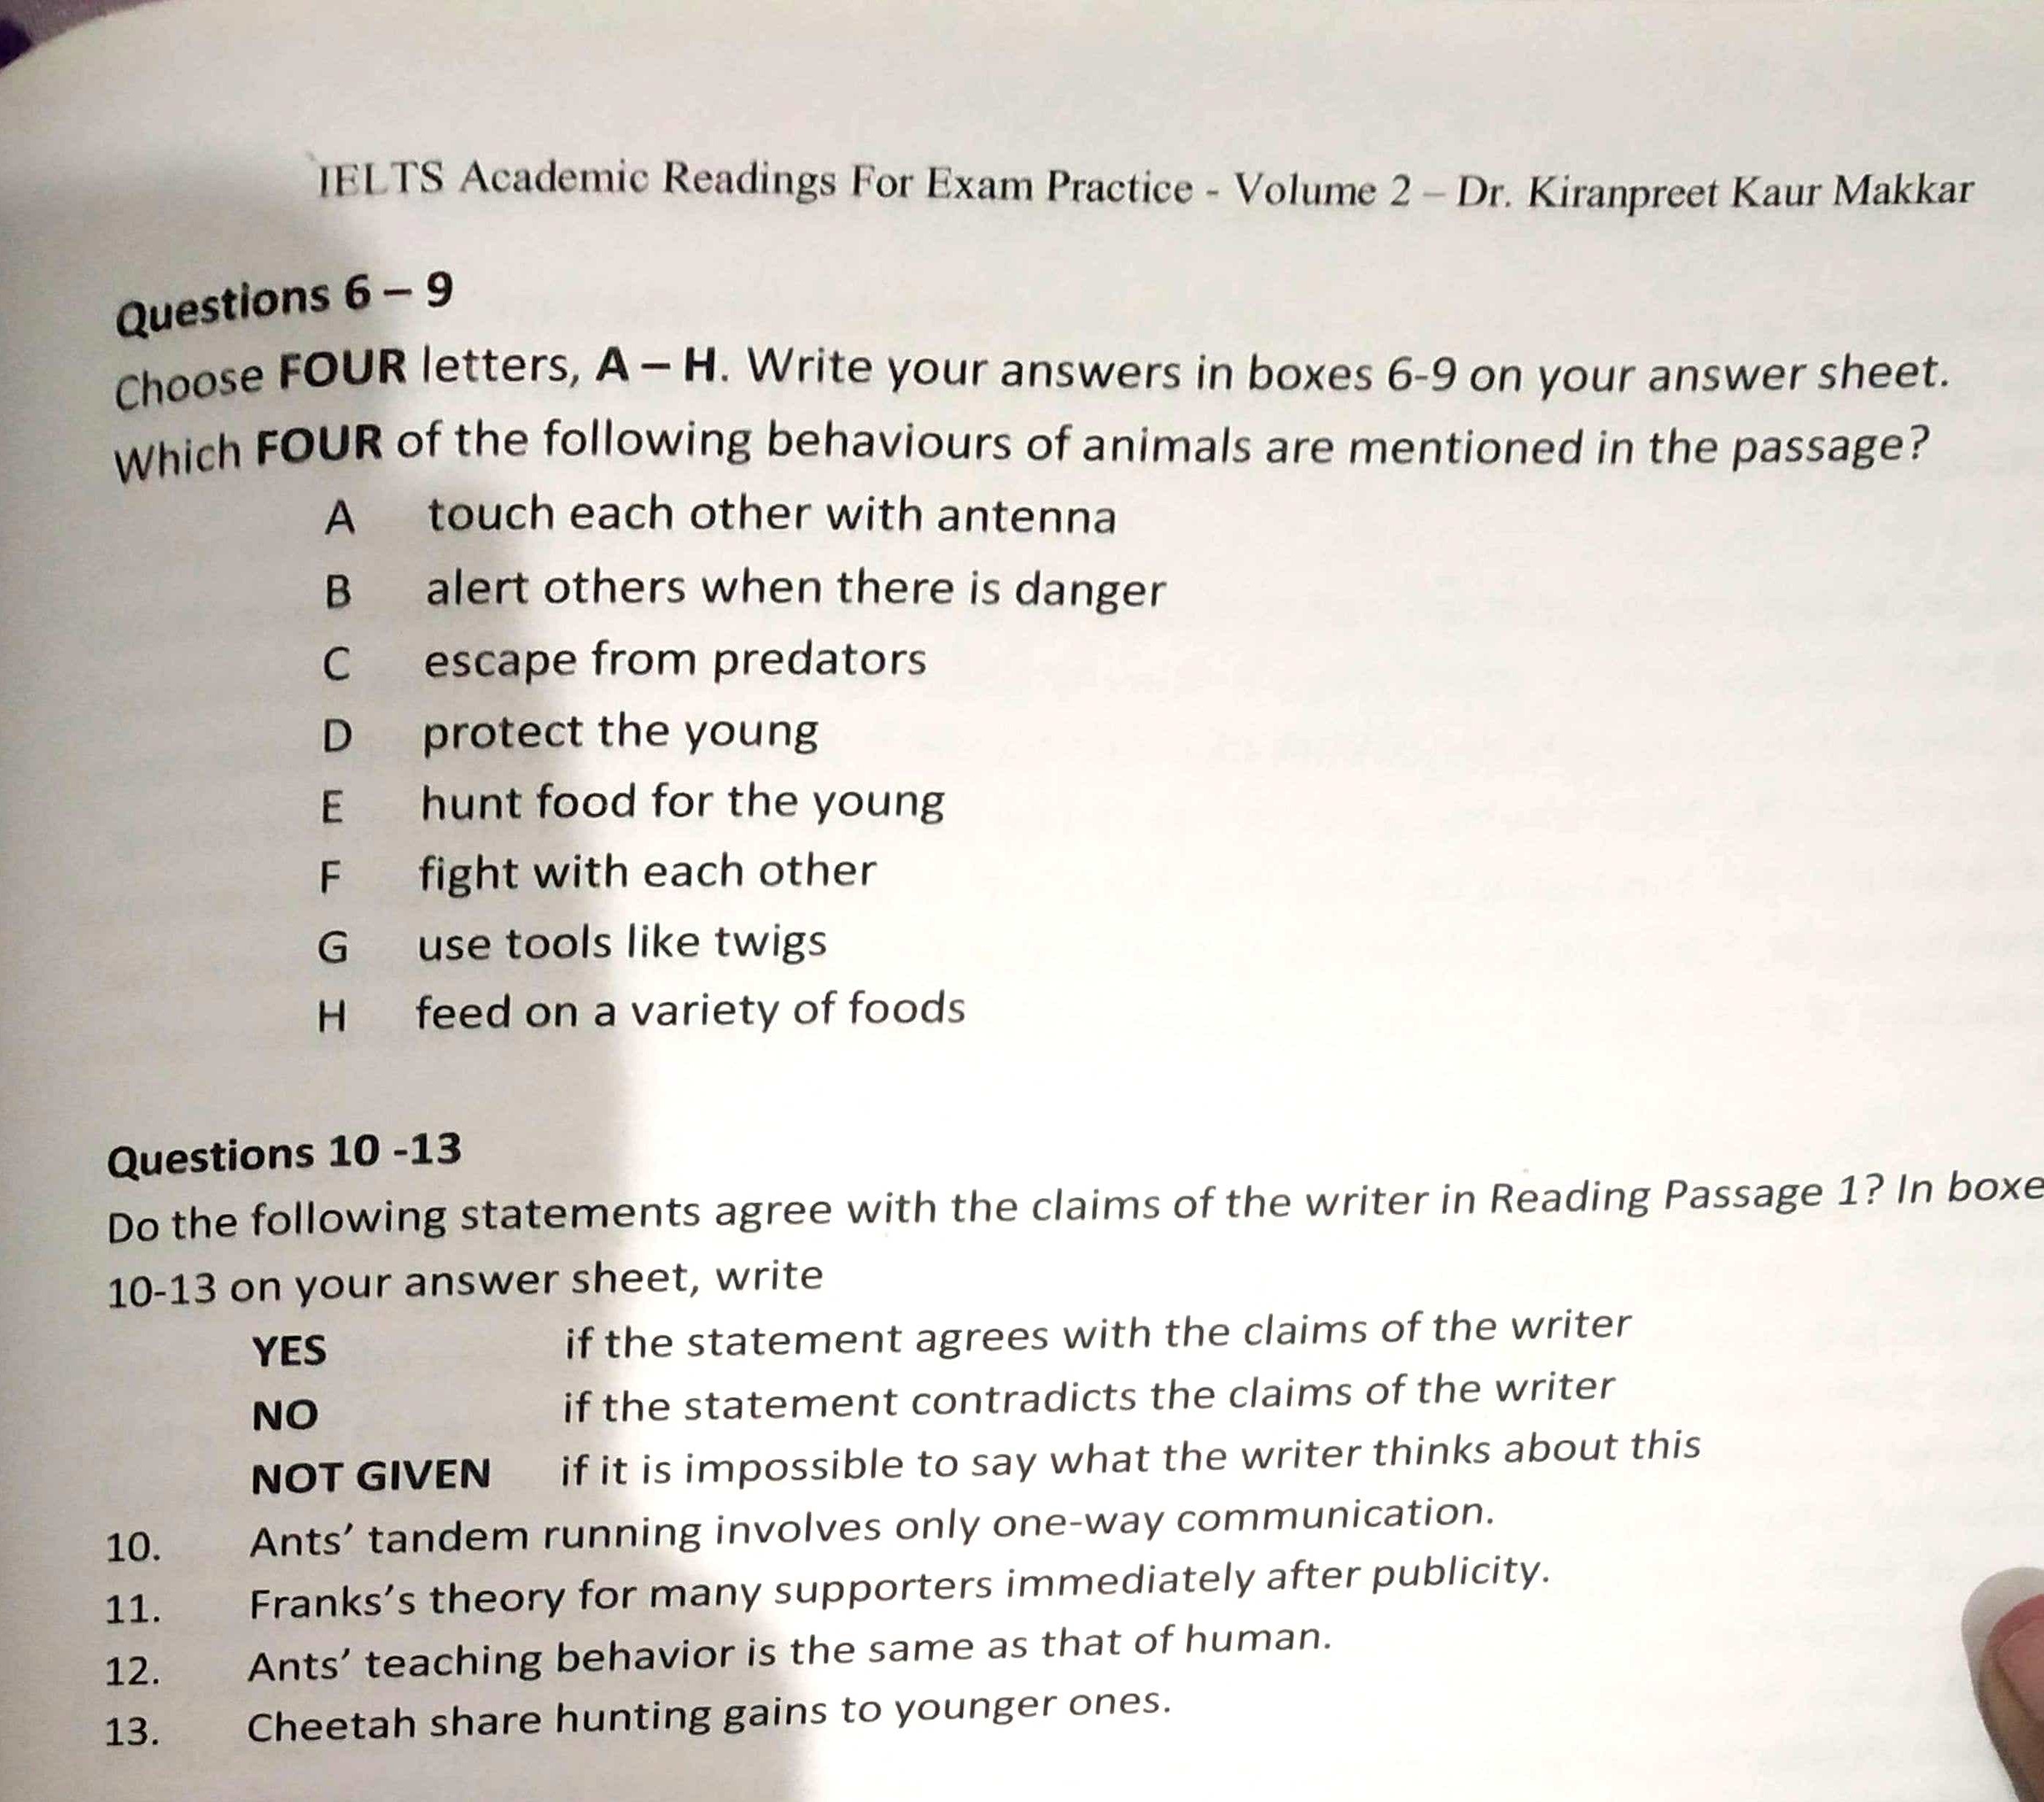 IELTS Academic Readings For Exam Practice - Volume 2 – Dr. Kiranpreet Kaur Makkar
Questions 6 – 9
Choose FOUR letters, A – H. Write your answers in boxes 6-9 on your answer sheet.
Which FOUR of the following behaviours of animals are mentioned in the passage?
A touch each other with antenna
B alert others when there is danger
C escape from predators
D protect the young
E hunt food for the young
F fight with each other
G use tools like twigs
H feed on a variety of foods
Questions 10 -13
Do the following statements agree with the claims of the writer in Reading Passage 1? In boxe
10-13 on your answer sheet, write
YES if the statement agrees with the claims of the writer
NO if the statement contradicts the claims of the writer
NOT GIVEN if it is impossible to say what the writer thinks about this
10. Ants’ tandem running involves only one-way communication.
11. Franks’s theory for many supporters immediately after publicity.
12. Ants’ teaching behavior is the same as that of human.
13. Cheetah share hunting gains to younger ones.